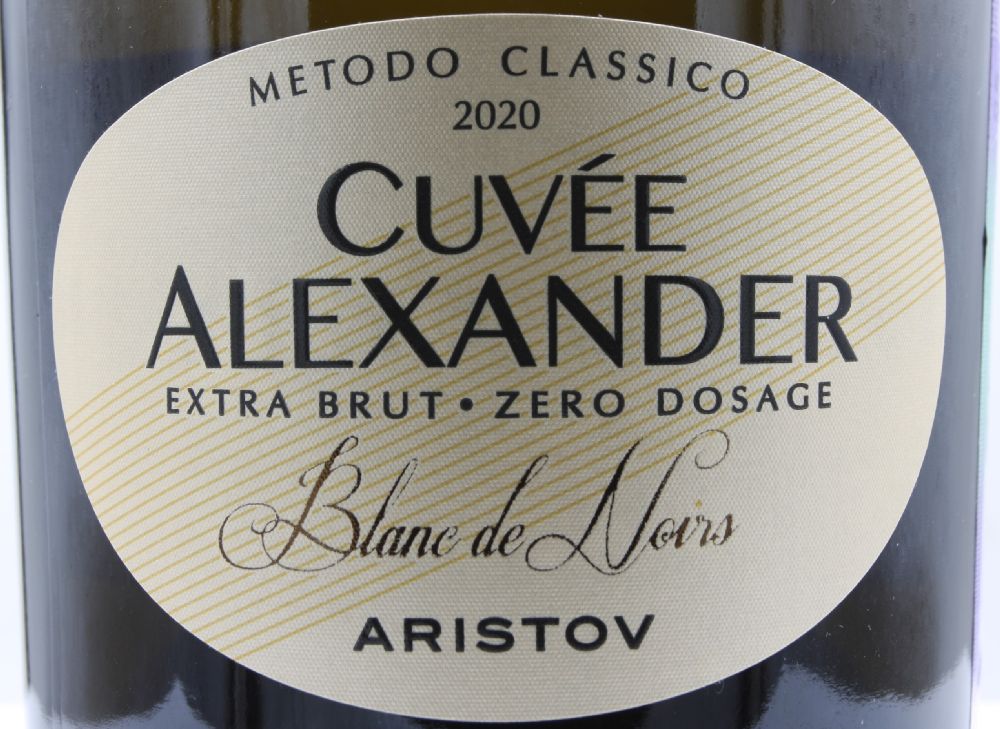 METODO CLASSICO
2020
CUVÉE
ALEXANDER
EXTRA BRUT • ZERO DOSAGE
Blanc de Noirs
ARISTOV